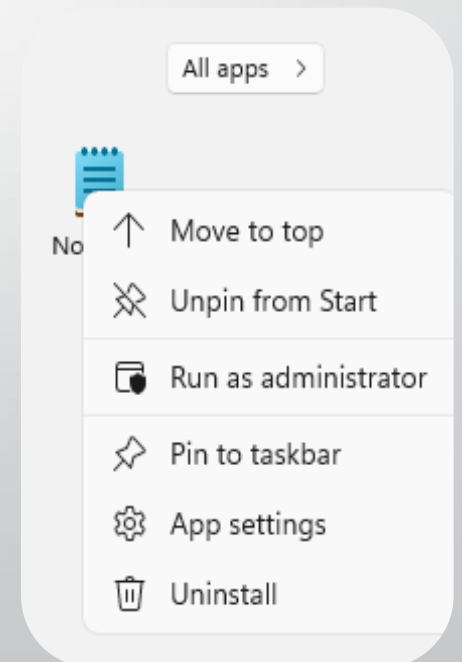 All apps
No
Move to top
Unpin from Start
Run as administrator
Pin to taskbar
App settings
Uninstall